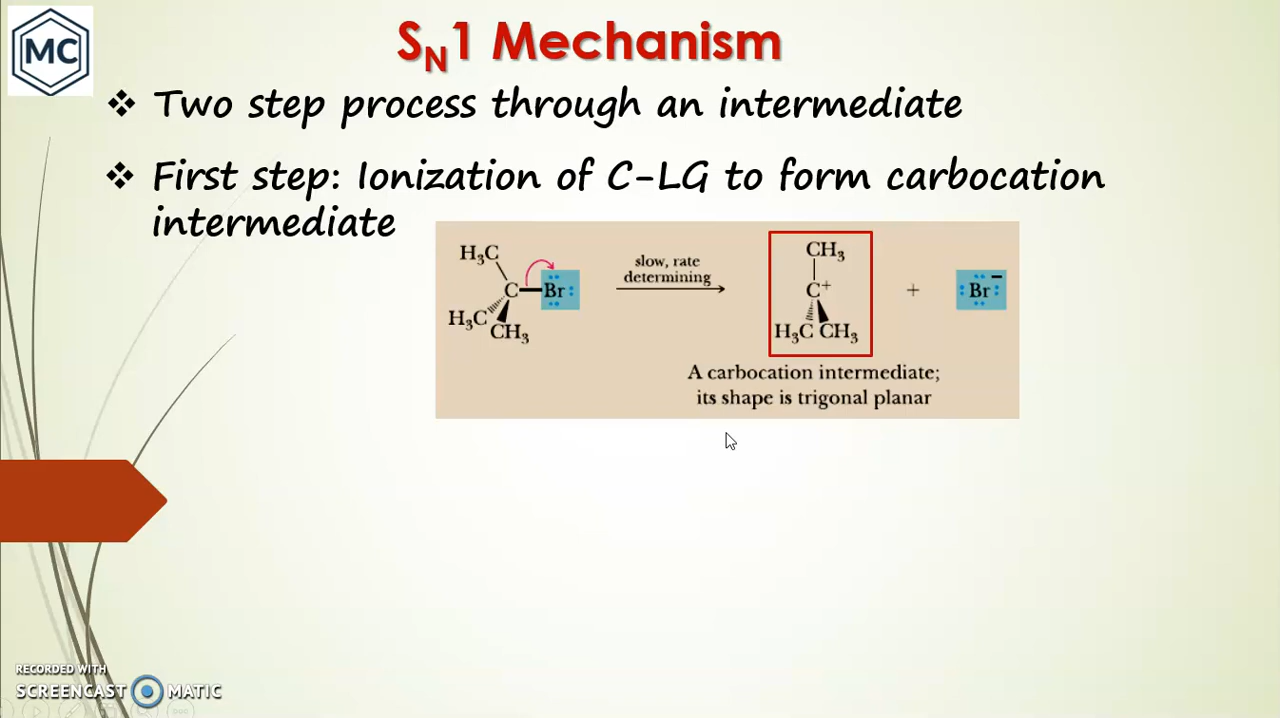 MC
S_N1 Mechanism
❖ Two step process through an intermediate
❖ First step: Ionization of C-LG to form carbocation
intermediate
H₃C
C—Br
H₃C
CH₃
slow, rate
determining
CH₃
C⁺
H₃C CH₃
+
Br⁻
A carbocation intermediate;
its shape is trigonal planar
RECORDED WITH
SCREENCAST MATIC